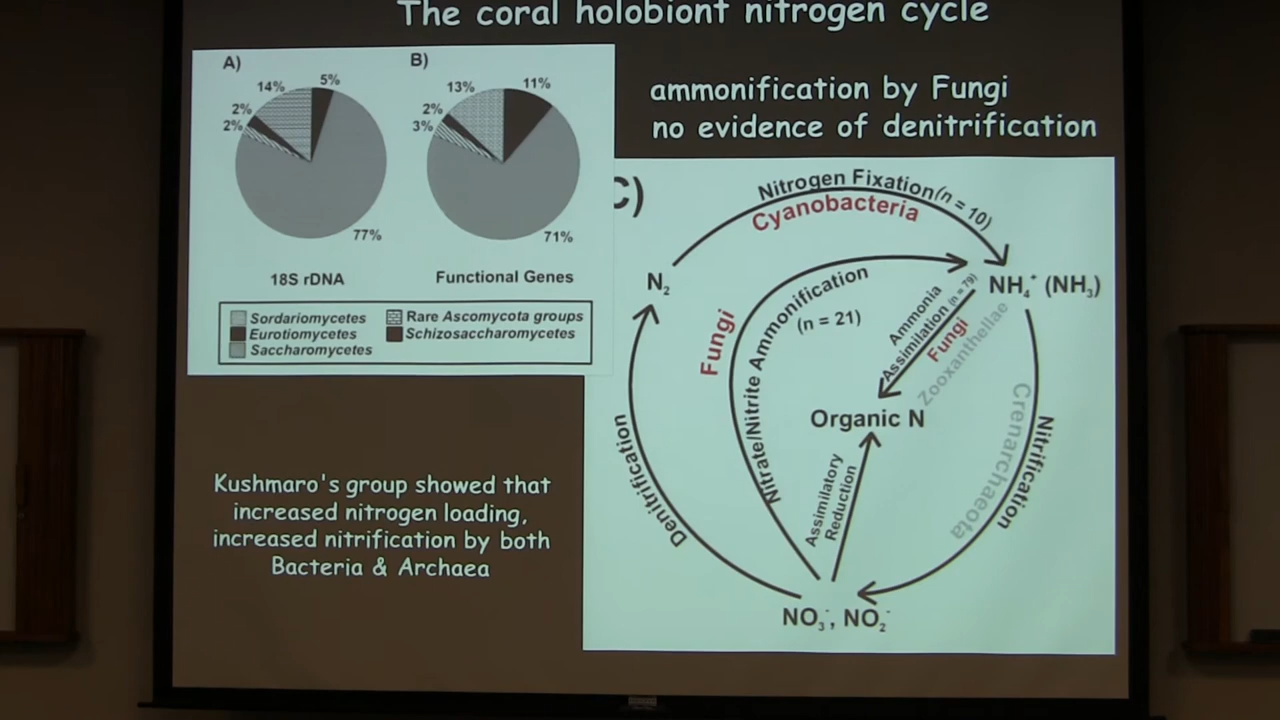 The coral holobiont nitrogen cycle
A)
14%
5%
2%
2%
77%
18S rDNA
B)
13%
11%
2%
3%
71%
Functional Genes
Sordariomycetes
Eurotiomycetes
Saccharomycetes
Rare Ascomycota groups
Schizosaccharomycetes
ammonification by Fungi
no evidence of denitrification
C)
Nitrogen Fixation(n = 10)
Cyanobacteria
N₂
NH₄⁺ (NH₃)
Fungi
Nitrate/Nitrite Ammonification
(n = 21)
Ammonia
Assimilation (n = 79)
Fungi
Zooxanthellae
Organic N
Crenarchaeota
Nitrification
Denitrification
Assimilatory
Reduction
NO₃⁻, NO₂⁻
Kushmaro's group showed that
increased nitrogen loading,
increased nitrification by both
Bacteria & Archaea